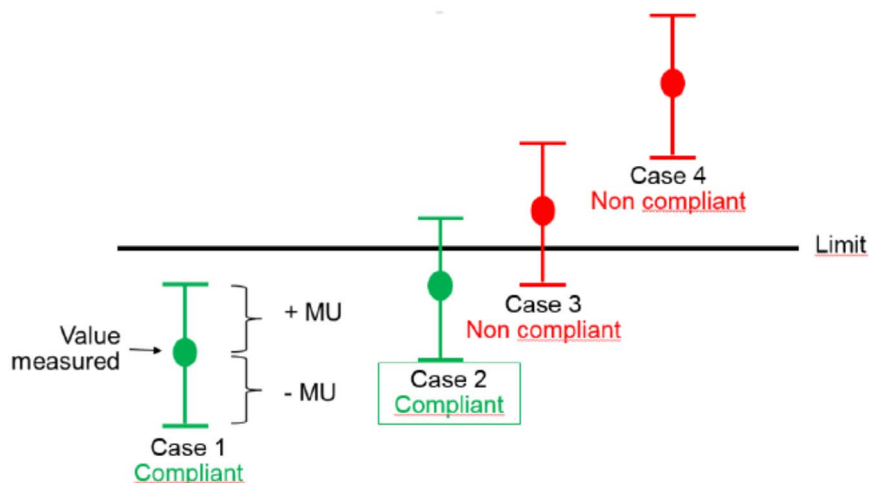 Case 4
Non compliant
Limit
Case 3
Non compliant
+ MU
Value
measured
- MU
Case 2
Compliant
Case 1
Compliant